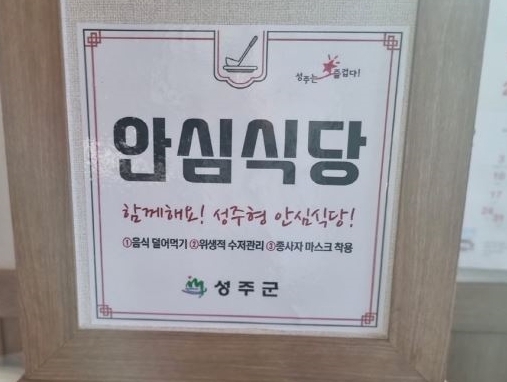 성주는 즐겁다!
안심식당
함께해요! 성주형 안심식당!
①음식 덜어먹기 ②위생적 수저관리 ③종사자 마스크 착용
성주군